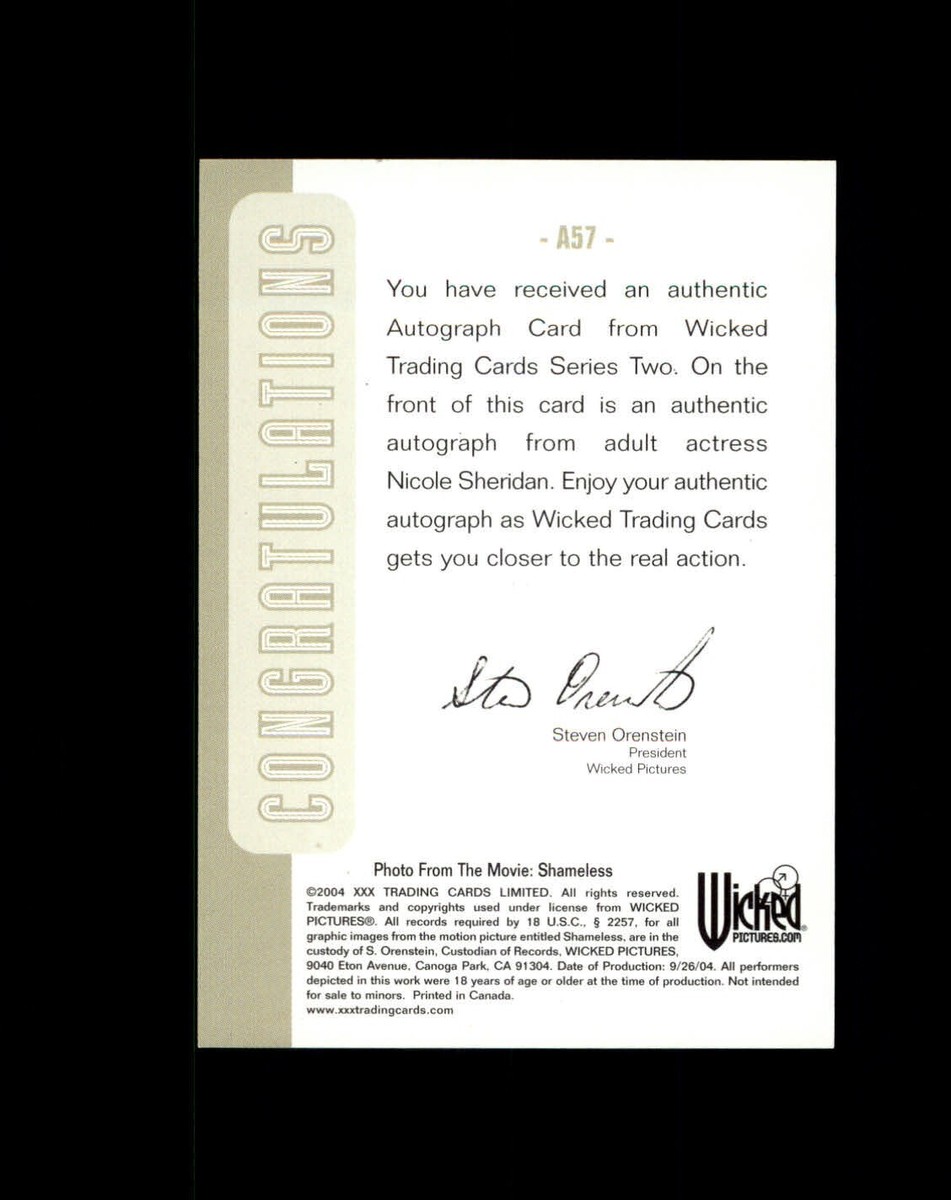 CONGRATULATIONS
- A57 -
You have received an authentic
Autograph Card from Wicked
Trading Cards Series Two. On the
front of this card is an authentic
autograph from adult actress
Nicole Sheridan. Enjoy your authentic
autograph as Wicked Trading Cards
gets you closer to the real action.
Steven Orenstein
President
Wicked Pictures
Photo From The Movie: Shameless
©2004 XXX TRADING CARDS LIMITED. All rights reserved.
Trademarks and copyrights used under license from WICKED
PICTURES®. All records required by 18 U.S.C., § 2257, for all
graphic images from the motion picture entitled Shameless, are in the
custody of S. Orenstein, Custodian of Records, WICKED PICTURES,
9040 Eton Avenue, Canoga Park, CA 91304. Date of Production: 9/26/04. All performers
depicted in this work were 18 years of age or older at the time of production. Not intended
for sale to minors. Printed in Canada.
www.xxxtradingcards.com
Wicked®
PICTURES.COM